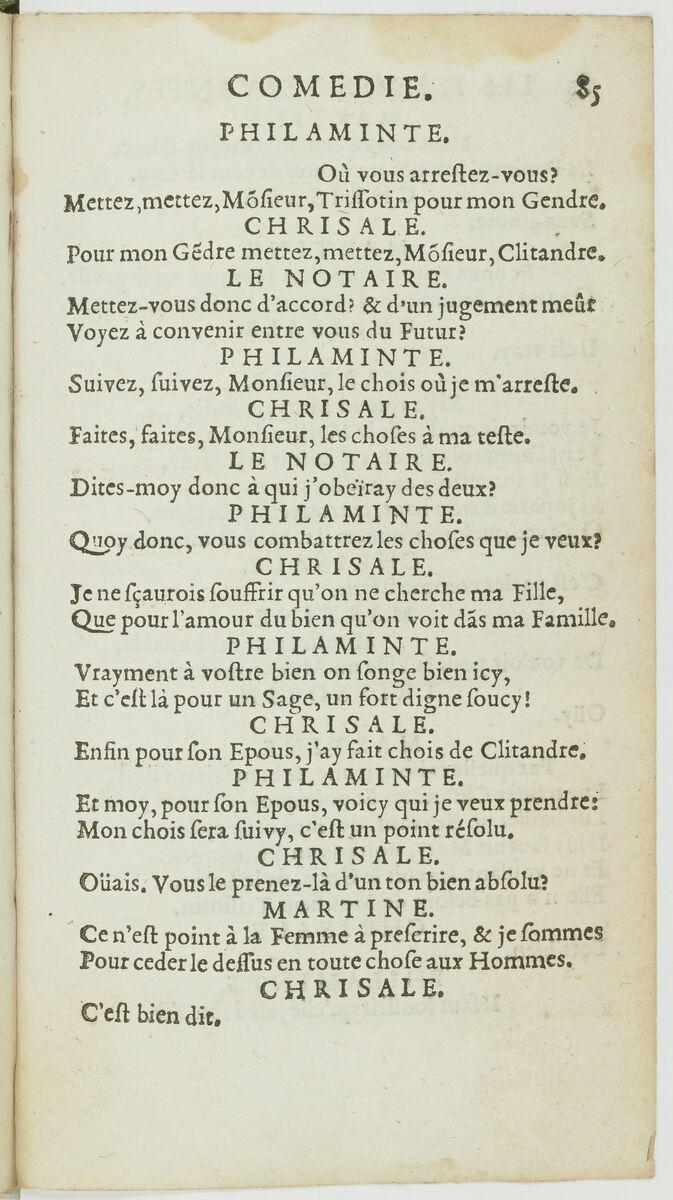 COMEDIE. 85
PHILAMINTE.
Où vous arreſtez-vous?
Mettez, mettez, Mõſieur, Triſſotin pour mon Gendre.
CHRISALE.
Pour mon Gẽdre mettez, mettez, Mõſieur, Clitandre.
LE NOTAIRE.
Mettez-vous donc d'accord? & d'un jugement meûr
Voyez à convenir entre vous du Futur?
PHILAMINTE.
Suivez, ſuivez, Monſieur, le chois où je m'arreſte.
CHRISALE.
Faites, faites, Monſieur, les choſes à ma teſte.
LE NOTAIRE.
Dites-moy donc à qui j'obeïray des deux?
PHILAMINTE.
Quoy donc, vous combattrez les choſes que je veux?
CHRISALE.
Je ne ſçaurois ſouffrir qu'on ne cherche ma Fille,
Que pour l'amour du bien qu'on voit dãs ma Famille.
PHILAMINTE.
Vrayment à voſtre bien on ſonge bien icy,
Et c'eſt là pour un Sage, un fort digne ſoucy!
CHRISALE.
Enfin pour ſon Epous, j'ay fait chois de Clitandre.
PHILAMINTE.
Et moy, pour ſon Epous, voicy qui je veux prendre:
Mon chois ſera ſuivy, c'eſt un point réſolu.
CHRISALE.
Oüais. Vous le prenez-là d'un ton bien abſolu?
MARTINE.
Ce n'eſt point à la Femme à preſcrire, & je ſommes
Pour ceder le deſſus en toute choſe aux Hommes.
CHRISALE.
C'eſt bien dit.